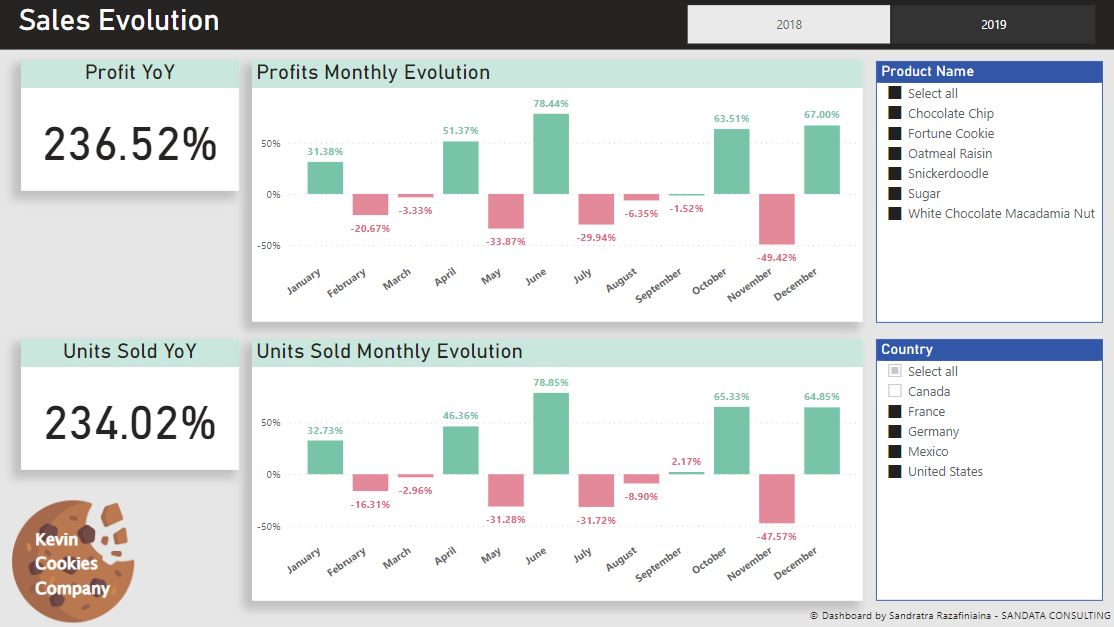 Sales Evolution
2018
2019
Profit YoY
236.52%
Profits Monthly Evolution
50%
0%
-50%
31.38%
-20.67%
-3.33%
51.37%
-33.87%
78.44%
-29.94%
-6.35%
-1.52%
63.51%
-49.42%
67.00%
January
February
March
April
May
June
July
August
September
October
November
December
Product Name
Select all
Chocolate Chip
Fortune Cookie
Oatmeal Raisin
Snickerdoodle
Sugar
White Chocolate Macadamia Nut
Units Sold YoY
234.02%
Units Sold Monthly Evolution
50%
0%
-50%
32.73%
-16.31%
-2.96%
46.36%
-31.28%
78.85%
-31.72%
-8.90%
2.17%
65.33%
-47.57%
64.85%
January
February
March
April
May
June
July
August
September
October
November
December
Country
Select all
Canada
France
Germany
Mexico
United States
Kevin
Cookies
Company
© Dashboard by Sandratra Razafiniaina - SANDATA CONSULTING